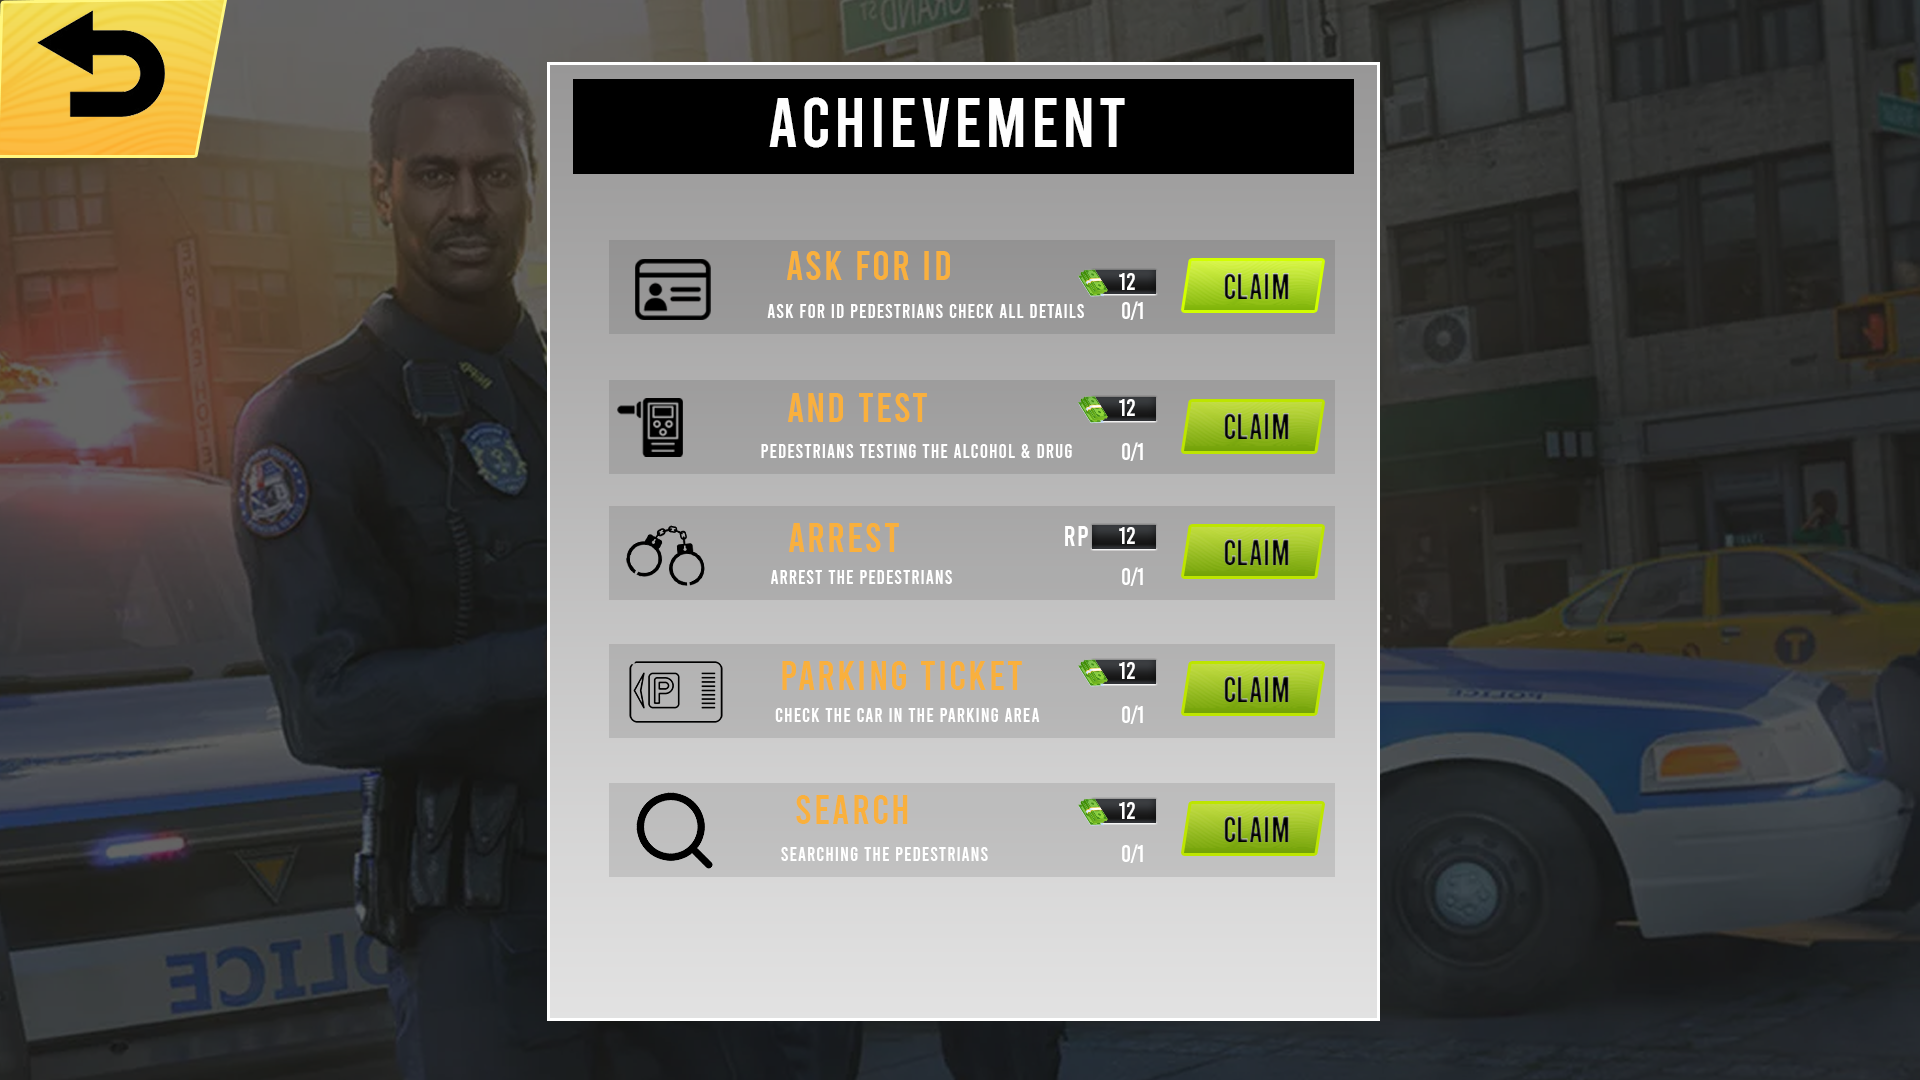 GRAND ST
ACHIEVEMENT
ASK FOR ID
12
CLAIM
ASK FOR ID PEDESTRIANS CHECK ALL DETAILS
0/1
AND TEST
12
CLAIM
PEDESTRIANS TESTING THE ALCOHOL & DRUG
0/1
ARREST
RP 12
CLAIM
ARREST THE PEDESTRIANS
0/1
PARKING TICKET
12
CLAIM
CHECK THE CAR IN THE PARKING AREA
0/1
SEARCH
12
CLAIM
SEARCHING THE PEDESTRIANS
0/1
T
POLICE
OLICE